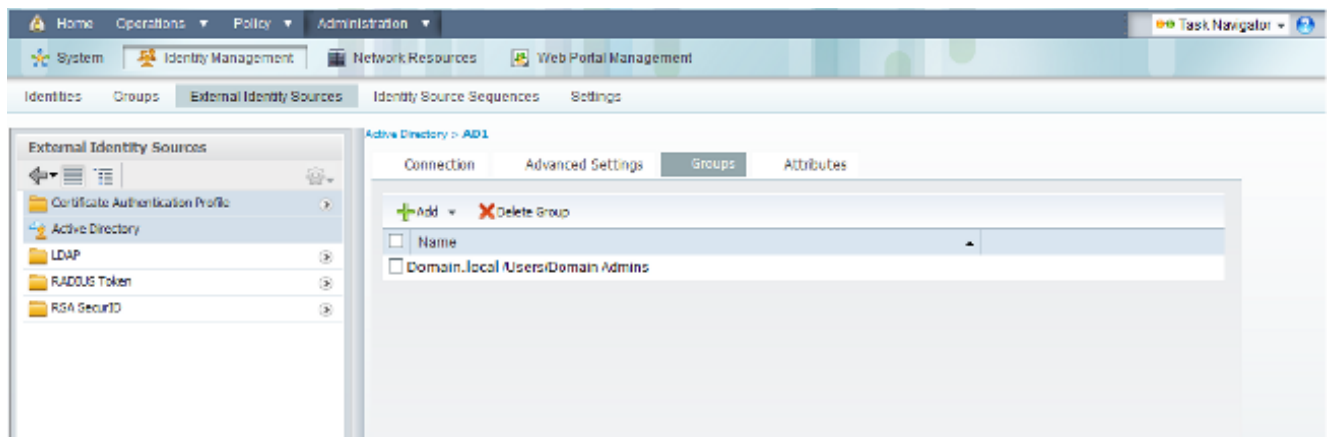 Home Operations Policy Administration Task Navigator
System Identity Management Network Resources Web Portal Management
Identities Groups External Identity Sources Identity Source Sequences Settings
External Identity Sources
Certificate Authentication Profile
Active Directory
LDAP
RADIUS Token
RSA SecurID
Active Directory > AD1
Connection Advanced Settings Groups Attributes
Add Delete Group
Name
Domain.local /Users/Domain Admins